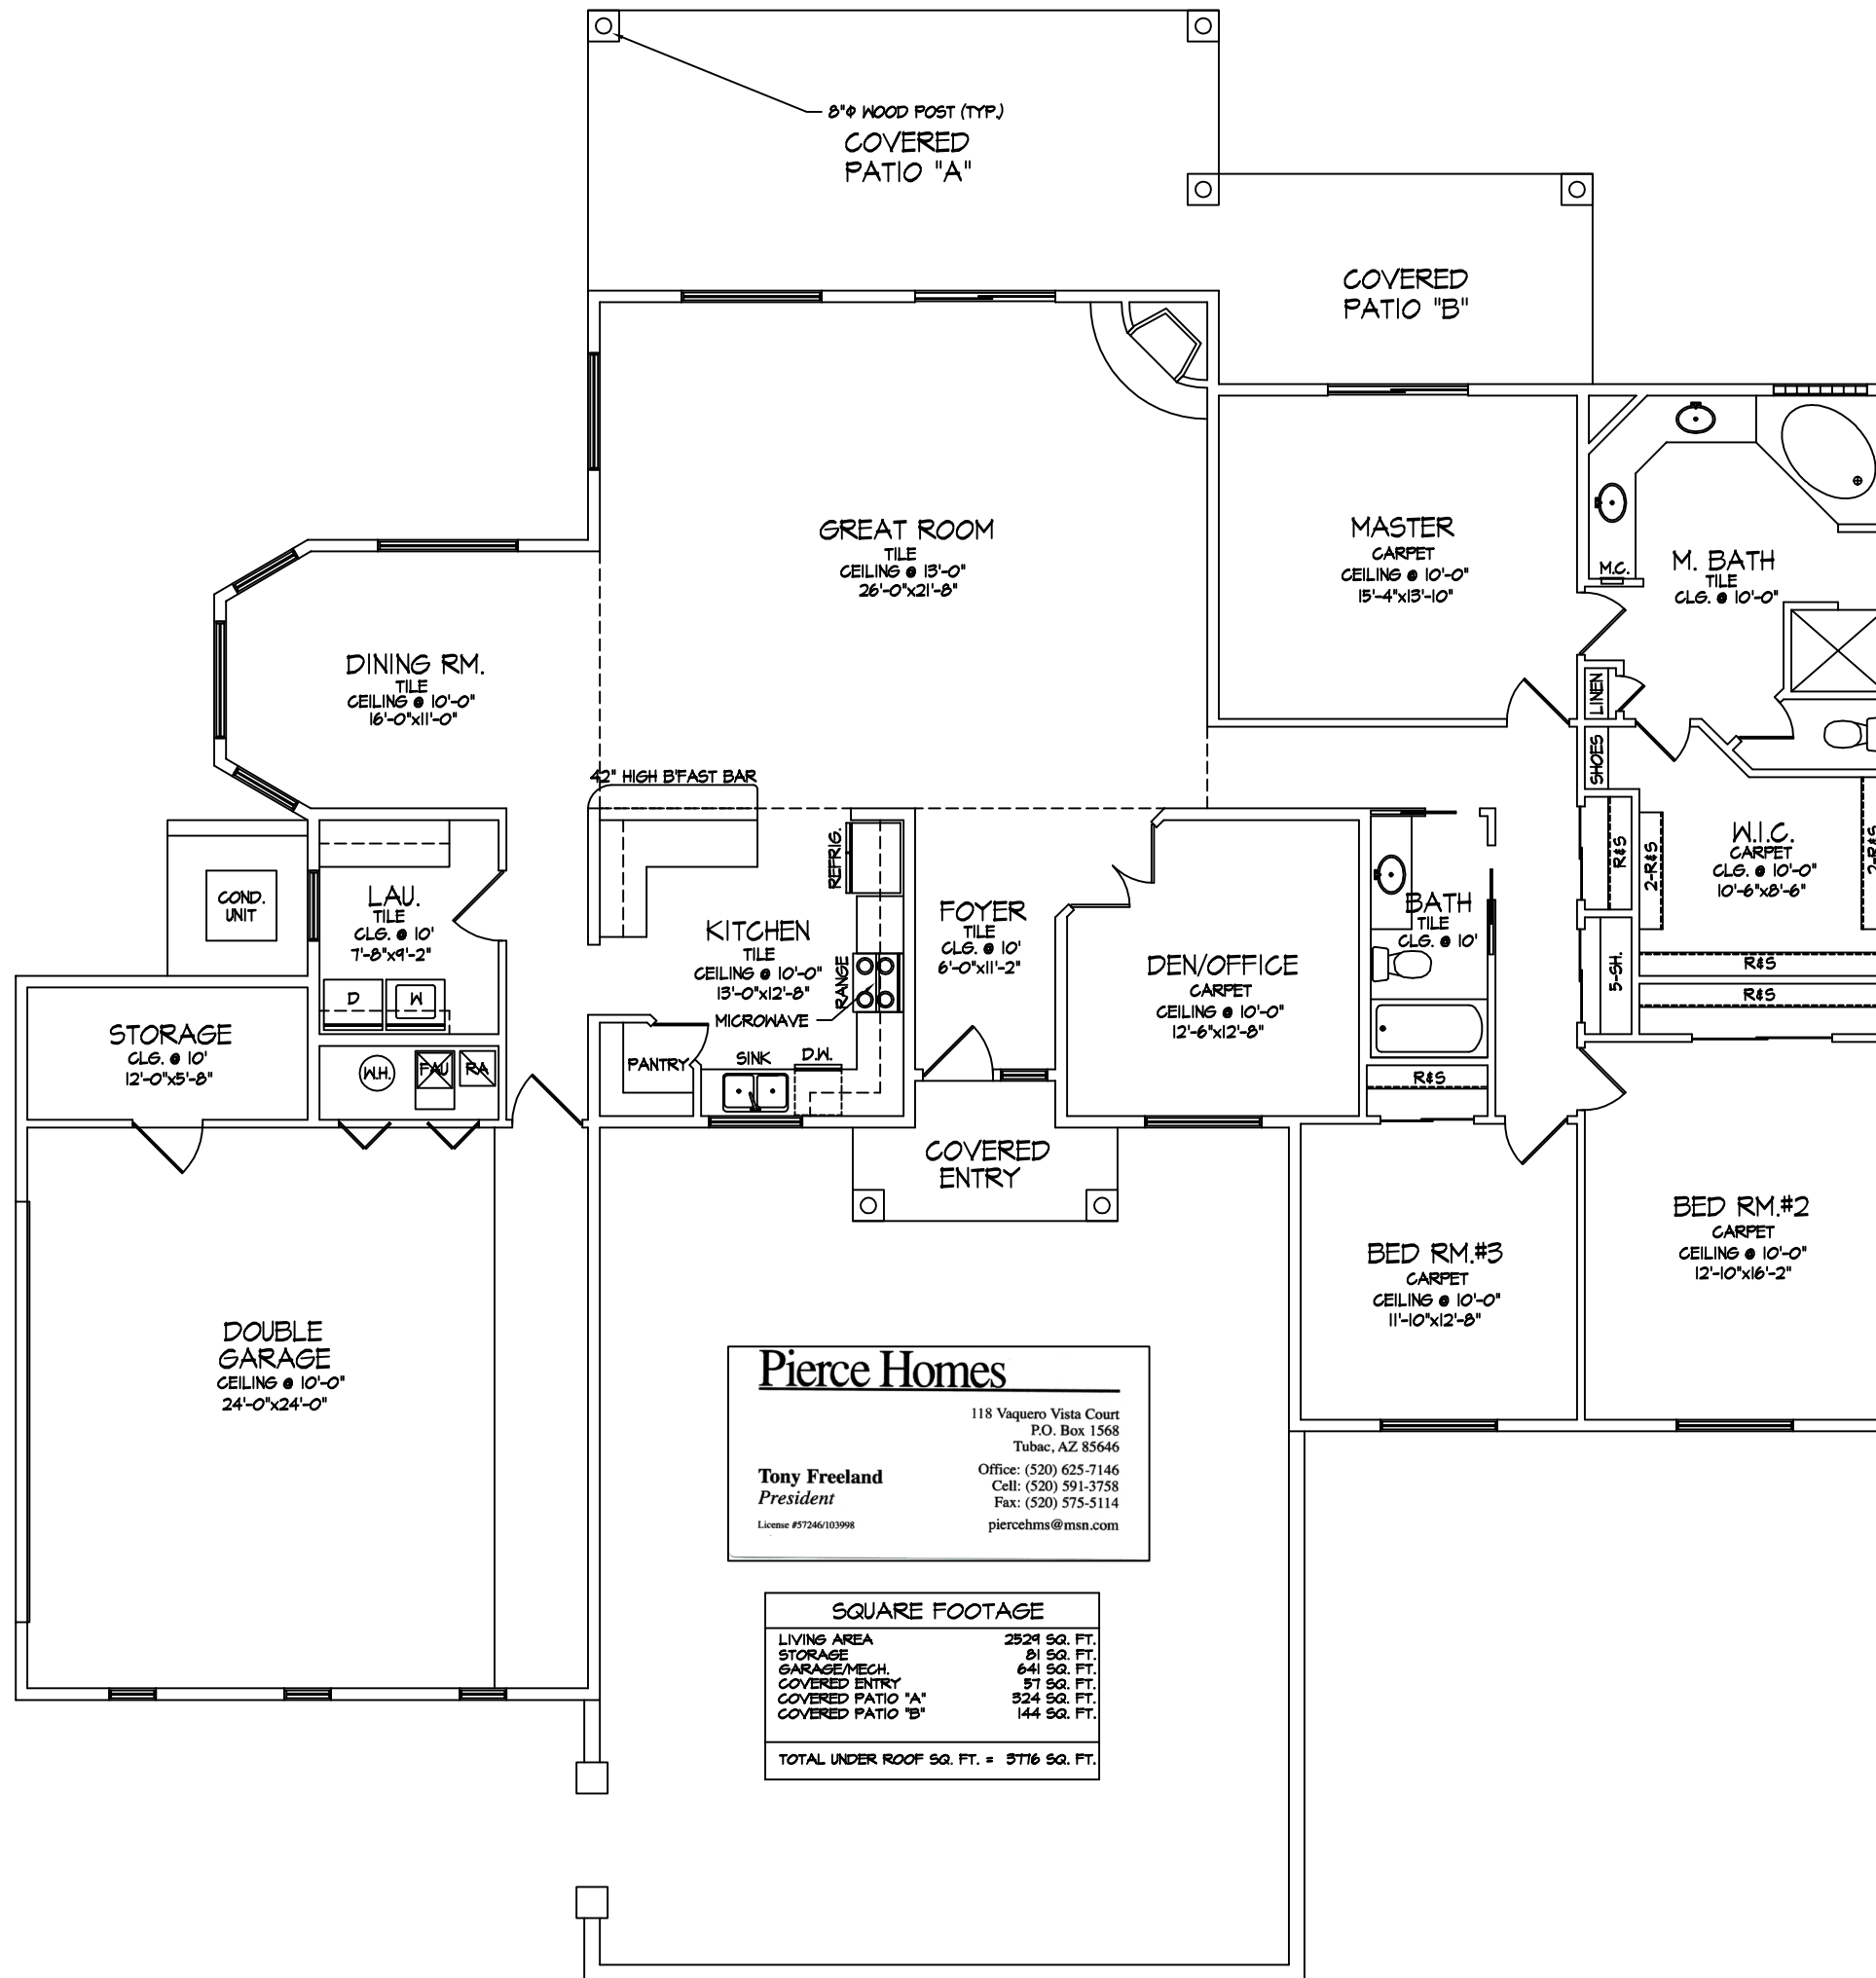 8"Φ WOOD POST (TYP.)
COVERED
PATIO "A"
COVERED
PATIO "B"
GREAT ROOM
TILE
CEILING @ 13'-0"
26'-0"x21'-8"
MASTER
CARPET
CEILING @ 10'-0"
15'-4"x13'-10"
M.C.
M. BATH
TILE
CLG. @ 10'-0"
DINING RM.
TILE
CEILING @ 10'-0"
16'-0"x11'-0"
LINEN
SHOES
42" HIGH B'FAST BAR
REFRIG.
R&S
2-R&S
W.I.C.
CARPET
CLG. @ 10'-0"
10'-6"x8'-6"
2-R&S
COND.
UNIT
LAU.
TILE
CLG. @ 10'
7'-8"x9'-2"
D
W
KITCHEN
TILE
CEILING @ 10'-0"
13'-0"x12'-8"
RANGE
MICROWAVE
FOYER
TILE
CLG. @ 10'
6'-0"x11'-2"
DEN/OFFICE
CARPET
CEILING @ 10'-0"
12'-6"x12'-8"
BATH
TILE
CLG. @ 10'
5-SH.
R&S
R&S
STORAGE
CLG. @ 10'
12'-0"x5'-8"
W.H.
FAU
RA
PANTRY
SINK
D.W.
R&S
COVERED
ENTRY
BED RM.#3
CARPET
CEILING @ 10'-0"
11'-10"x12'-8"
BED RM.#2
CARPET
CEILING @ 10'-0"
12'-10"x16'-2"
DOUBLE
GARAGE
CEILING @ 10'-0"
24'-0"x24'-0"
Pierce Homes
118 Vaquero Vista Court
P.O. Box 1568
Tubac, AZ 85646
Tony Freeland
President
Office: (520) 625-7146
Cell: (520) 591-3758
Fax: (520) 575-5114
License #57246/103998
piercehms@msn.com
SQUARE FOOTAGE
LIVING AREA 2529 SQ. FT.
STORAGE 81 SQ. FT.
GARAGE/MECH. 641 SQ. FT.
COVERED ENTRY 57 SQ. FT.
COVERED PATIO "A" 324 SQ. FT.
COVERED PATIO "B" 144 SQ. FT.
TOTAL UNDER ROOF SQ. FT. = 3776 SQ. FT.